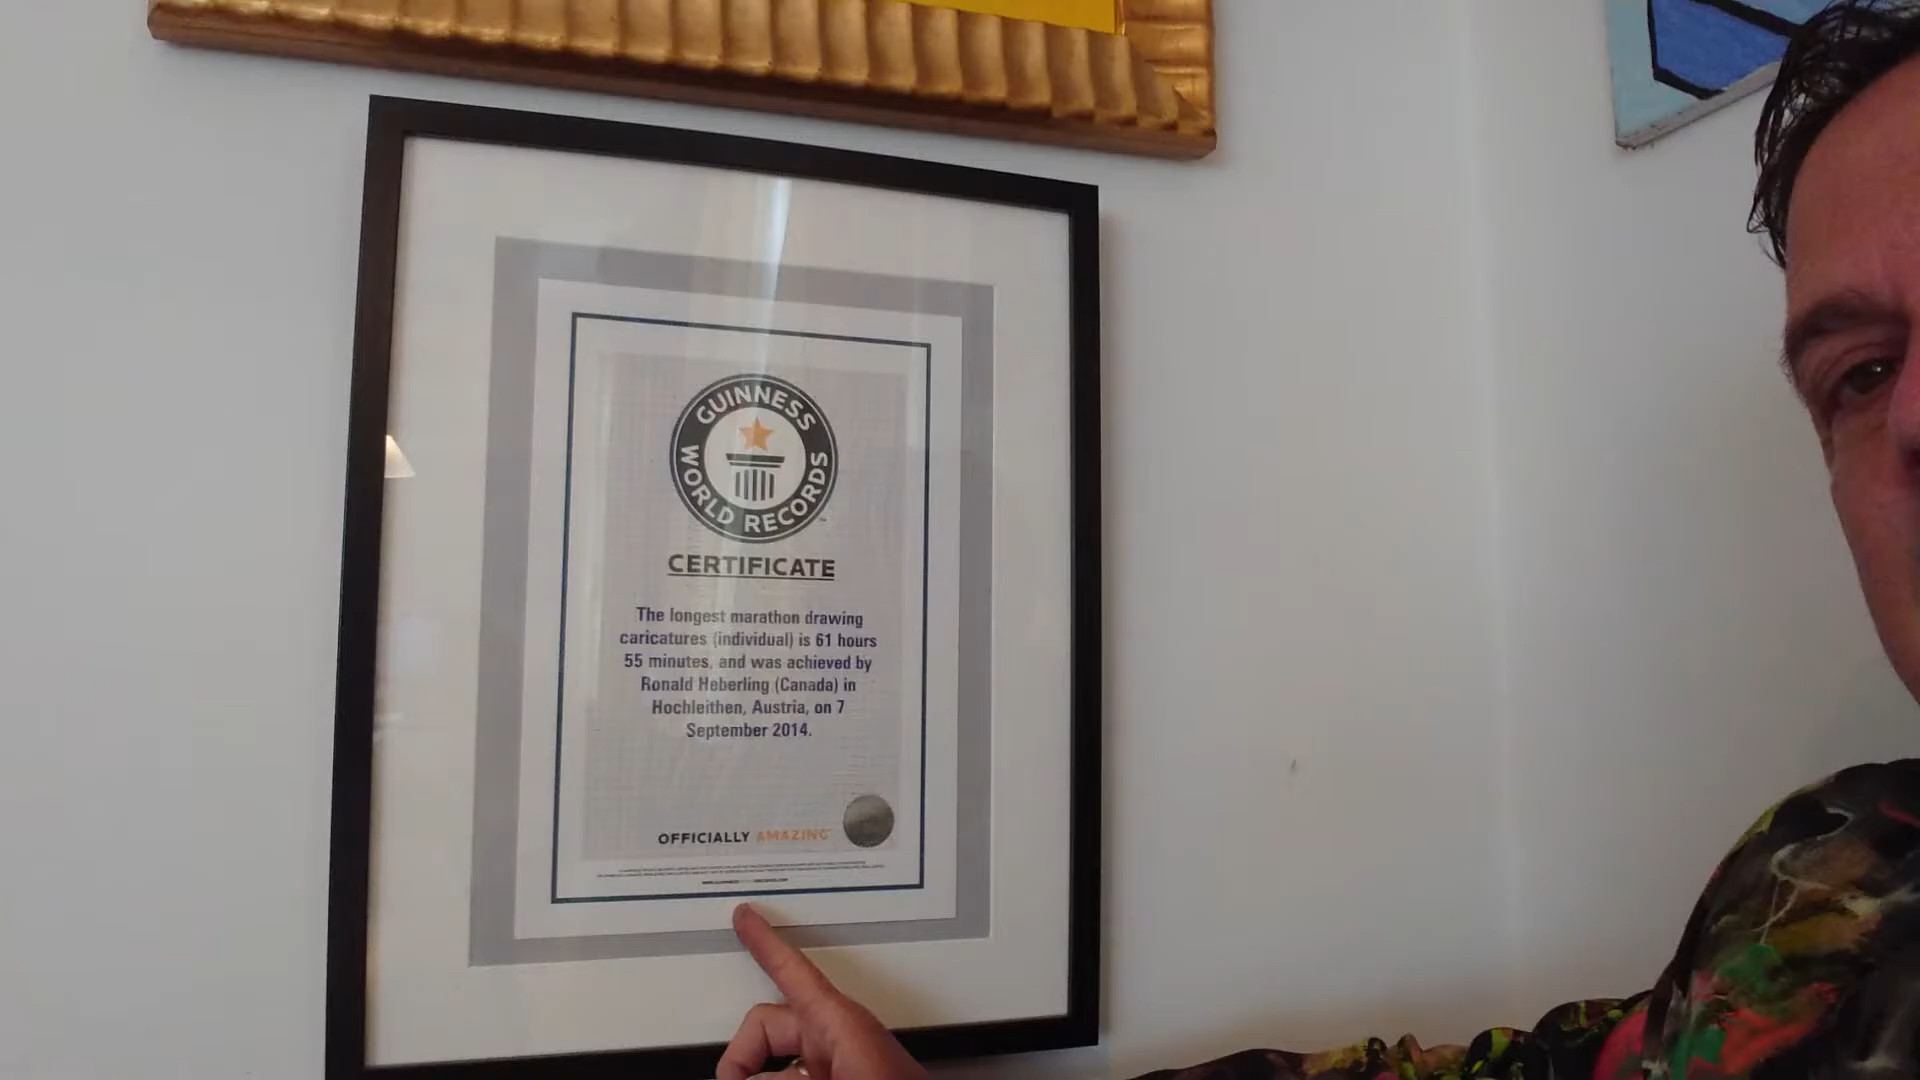 GUINNESS
WORLD RECORDS
CERTIFICATE
The longest marathon drawing
caricatures (individual) is 61 hours
55 minutes, and was achieved by
Ronald Heberling (Canada) in
Hochleithen, Austria, on 7
September 2014.
OFFICIALLY AMAZING